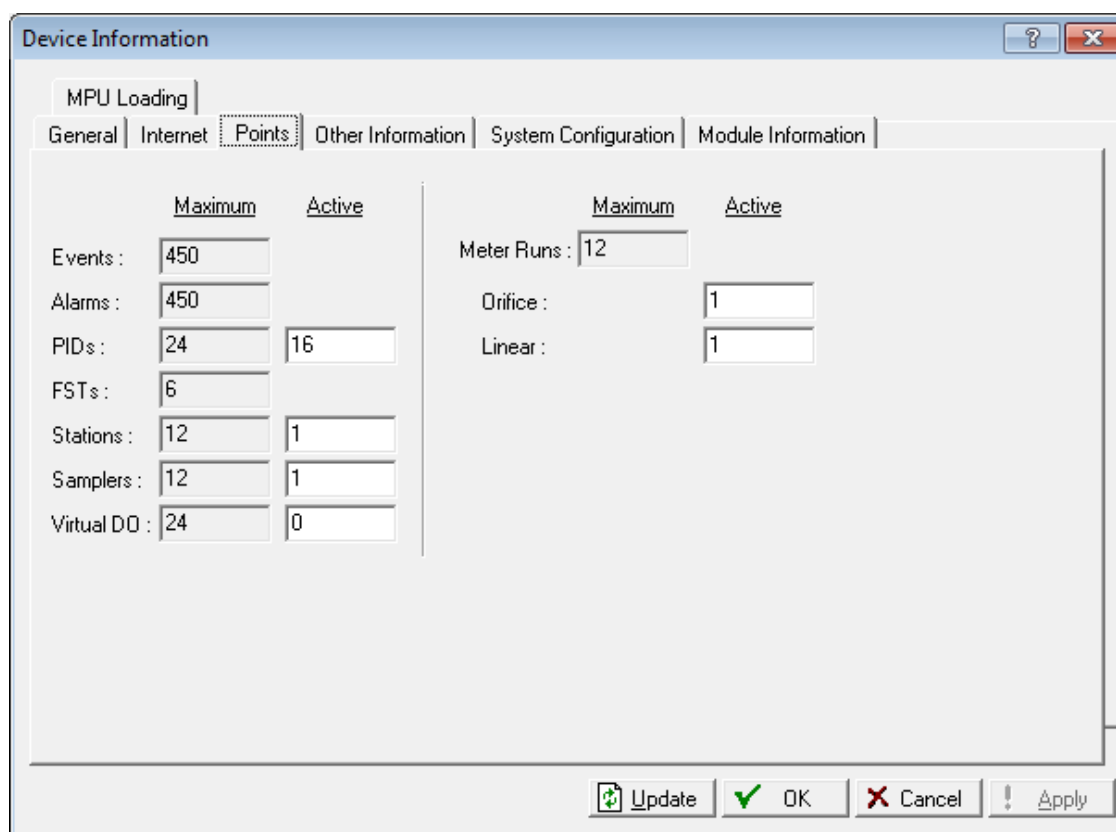 Device Information
MPU Loading
General Internet Points Other Information System Configuration Module Information
Maximum Active
Events : 450
Alarms : 450
PIDs : 24 16
FSTs : 6
Stations : 12 1
Samplers : 12 1
Virtual DO : 24 0
Maximum Active
Meter Runs : 12
Orifice : 1
Linear : 1
Update OK Cancel Apply